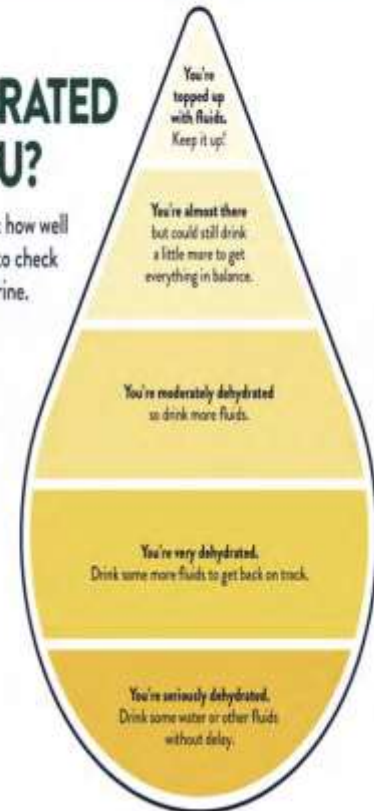 RATED
U?
how well
to check
rine.
You're
topped up
with fluids.
Keep it up!
You're almost there
but could still drink
a little more to get
everything in balance.
You're moderately dehydrated
so drink more fluids.
You're very dehydrated.
Drink some more fluids to get back on track.
You're seriously dehydrated.
Drink some water or other fluids
without delay.